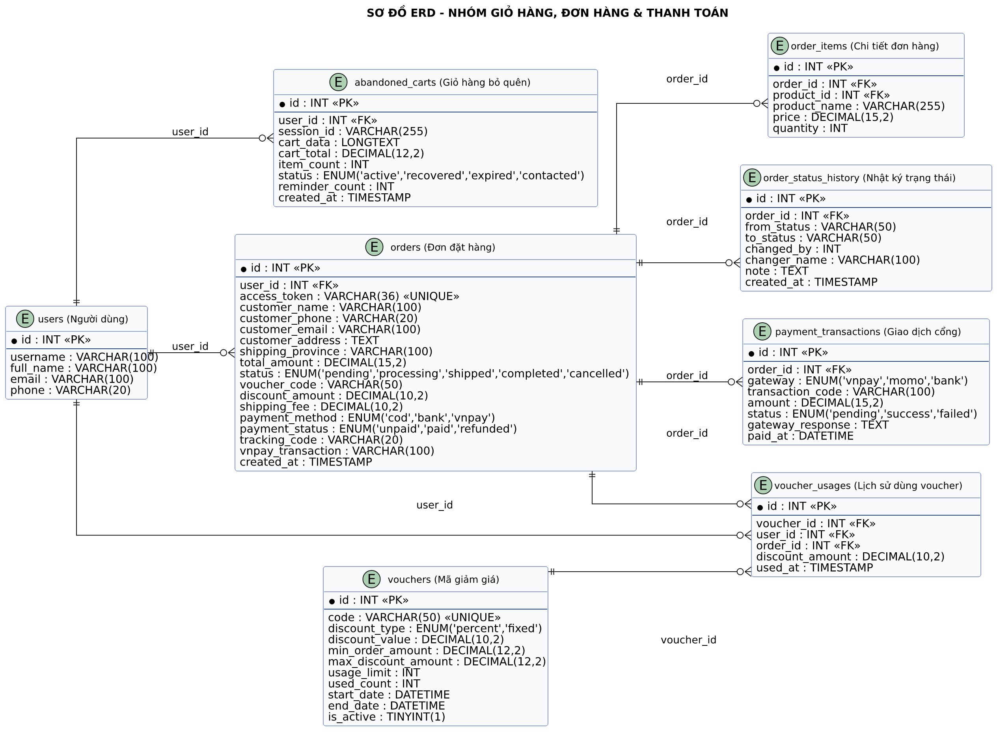 SƠ ĐỒ ERD - NHÓM GIỎ HÀNG, ĐƠN HÀNG & THANH TOÁN
E order_items (Chi tiết đơn hàng)
id : INT «PK»
order_id : INT «FK»
product_id : INT «FK»
product_name : VARCHAR(255)
price : DECIMAL(15,2)
quantity : INT
E abandoned_carts (Giỏ hàng bỏ quên)
id : INT «PK»
user_id : INT «FK»
session_id : VARCHAR(255)
cart_data : LONGTEXT
cart_total : DECIMAL(12,2)
item_count : INT
status : ENUM('active','recovered','expired','contacted')
reminder_count : INT
created_at : TIMESTAMP
order_id
user_id
E order_status_history (Nhật ký trạng thái)
id : INT «PK»
order_id : INT «FK»
from_status : VARCHAR(50)
to_status : VARCHAR(50)
changed_by : INT
changer_name : VARCHAR(100)
note : TEXT
created_at : TIMESTAMP
order_id
E orders (Đơn đặt hàng)
id : INT «PK»
user_id : INT «FK»
access_token : VARCHAR(36) «UNIQUE»
customer_name : VARCHAR(100)
customer_phone : VARCHAR(20)
customer_email : VARCHAR(100)
customer_address : TEXT
shipping_province : VARCHAR(100)
total_amount : DECIMAL(15,2)
status : ENUM('pending','processing','shipped','completed','cancelled')
voucher_code : VARCHAR(50)
discount_amount : DECIMAL(10,2)
shipping_fee : DECIMAL(10,2)
payment_method : ENUM('cod','bank','vnpay')
payment_status : ENUM('unpaid','paid','refunded')
tracking_code : VARCHAR(20)
vnpay_transaction : VARCHAR(100)
created_at : TIMESTAMP
E users (Người dùng)
id : INT «PK»
username : VARCHAR(100)
full_name : VARCHAR(100)
email : VARCHAR(100)
phone : VARCHAR(20)
user_id
E payment_transactions (Giao dịch cổng)
id : INT «PK»
order_id : INT «FK»
gateway : ENUM('vnpay','momo','bank')
transaction_code : VARCHAR(100)
amount : DECIMAL(15,2)
status : ENUM('pending','success','failed')
gateway_response : TEXT
paid_at : DATETIME
order_id
order_id
E voucher_usages (Lịch sử dùng voucher)
id : INT «PK»
voucher_id : INT «FK»
user_id : INT «FK»
order_id : INT «FK»
discount_amount : DECIMAL(10,2)
used_at : TIMESTAMP
user_id
E vouchers (Mã giảm giá)
id : INT «PK»
code : VARCHAR(50) «UNIQUE»
discount_type : ENUM('percent','fixed')
discount_value : DECIMAL(10,2)
min_order_amount : DECIMAL(12,2)
max_discount_amount : DECIMAL(12,2)
usage_limit : INT
used_count : INT
start_date : DATETIME
end_date : DATETIME
is_active : TINYINT(1)
voucher_id